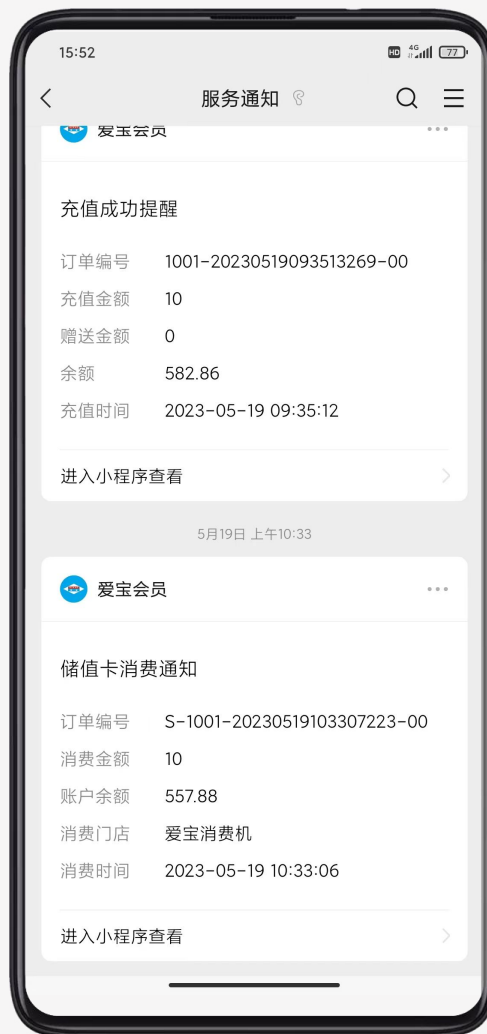 15:52
HD 4G 77
服务通知
爱宝会员
充值成功提醒
订单编号 1001-20230519093513269-00
充值金额 10
赠送金额 0
余额 582.86
充值时间 2023-05-19 09:35:12
进入小程序查看
5月19日 上午10:33
爱宝会员
储值卡消费通知
订单编号 S-1001-20230519103307223-00
消费金额 10
账户余额 557.88
消费门店 爱宝消费机
消费时间 2023-05-19 10:33:06
进入小程序查看